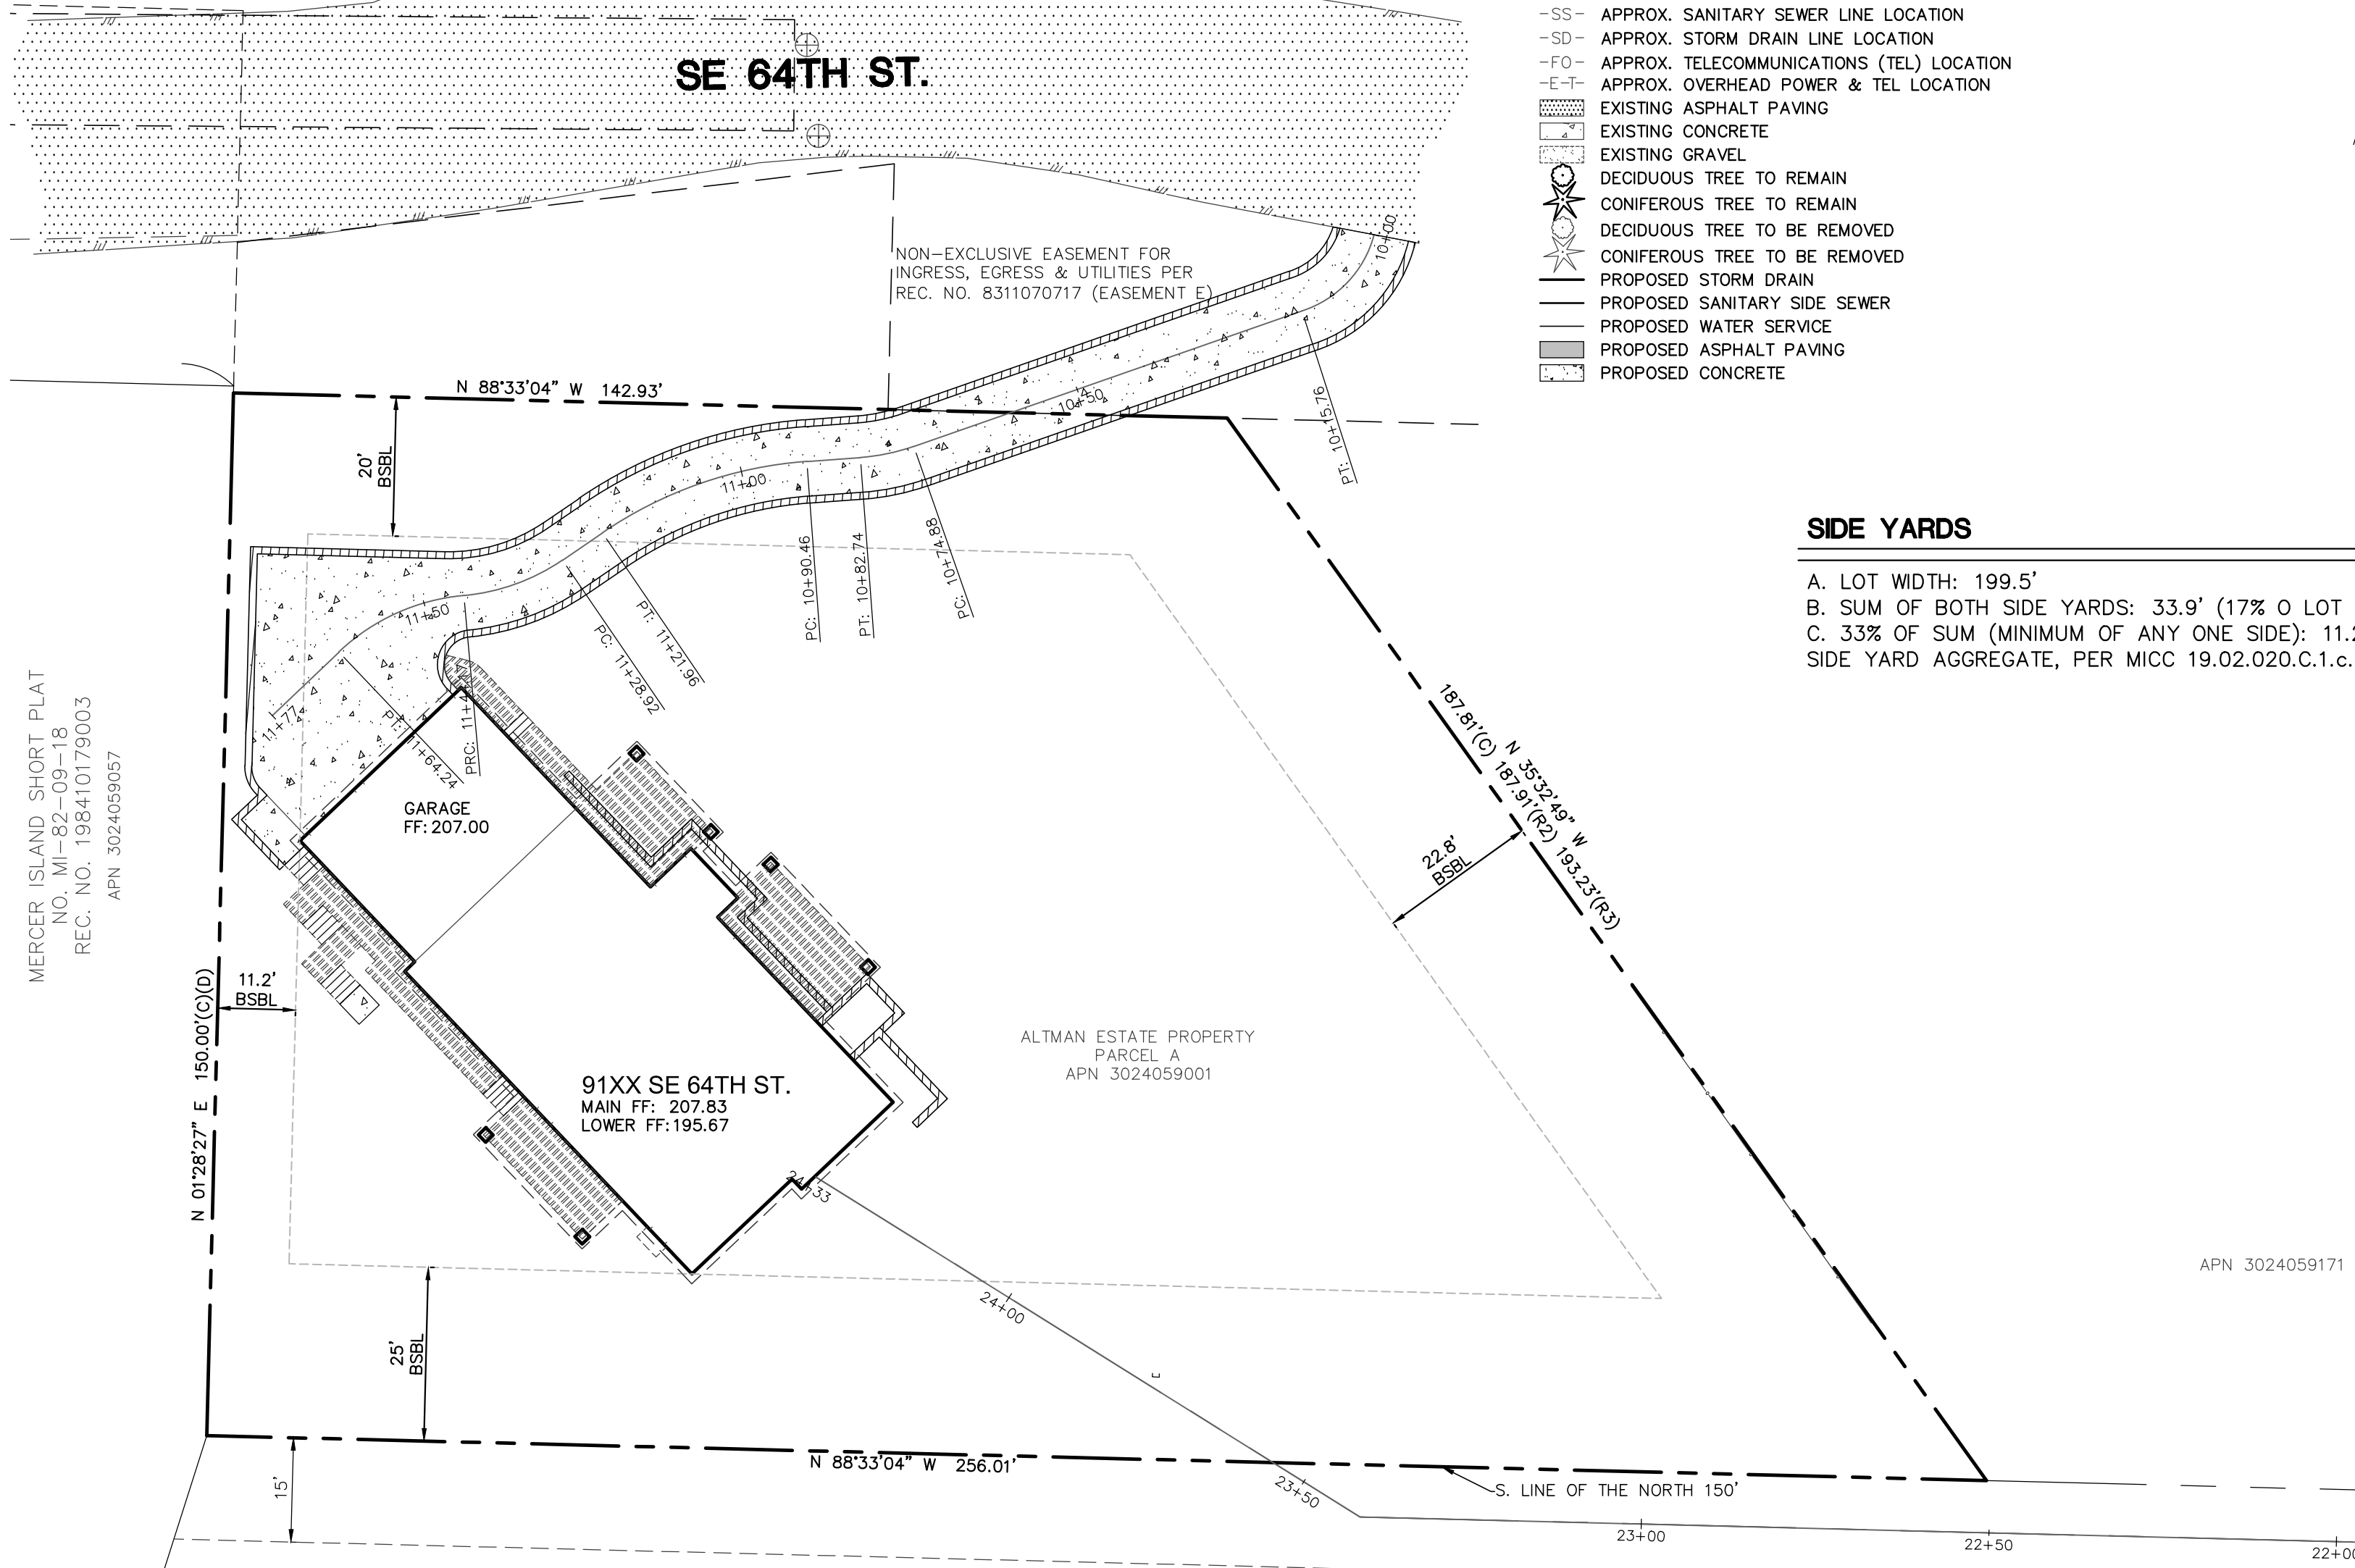 SE 64TH ST.
-SS- APPROX. SANITARY SEWER LINE LOCATION
-SD- APPROX. STORM DRAIN LINE LOCATION
-FO- APPROX. TELECOMMUNICATIONS (TEL) LOCATION
-E-T- APPROX. OVERHEAD POWER & TEL LOCATION
EXISTING ASPHALT PAVING
EXISTING CONCRETE
EXISTING GRAVEL
DECIDUOUS TREE TO REMAIN
CONIFEROUS TREE TO REMAIN
DECIDUOUS TREE TO BE REMOVED
CONIFEROUS TREE TO BE REMOVED
PROPOSED STORM DRAIN
PROPOSED SANITARY SIDE SEWER
PROPOSED WATER SERVICE
PROPOSED ASPHALT PAVING
PROPOSED CONCRETE
NON-EXCLUSIVE EASEMENT FOR
INGRESS, EGRESS & UTILITIES PER
REC. NO. 8311070717 (EASEMENT E)
10+00
N 88°33'04" W 142.93'
10+50
PT: 10+15.76
20'
BSBL
11+00
PC: 10+90.46
PT: 10+82.74
PC: 10+74.88
SIDE YARDS
A. LOT WIDTH: 199.5'
B. SUM OF BOTH SIDE YARDS: 33.9' (17% O LOT
C. 33% OF SUM (MINIMUM OF ANY ONE SIDE): 11.2
SIDE YARD AGGREGATE, PER MICC 19.02.020.C.1.c.
11+50
PT: 11+21.96
PC: 11+28.92
11+77
PT: 11+64.24
PRC: 11+4
MERCER ISLAND SHORT PLAT
NO. MI-82-09-18
REC. NO. 198410179003
APN 3024059057
GARAGE
FF: 207.00
N 35°32'49" W
187.81'(C) 187.91'(R2) 193.23'(R3)
22.8'
BSBL
11.2'
BSBL
N 01°28'27" E 150.00'(C)(D)
ALTMAN ESTATE PROPERTY
PARCEL A
APN 3024059001
91XX SE 64TH ST.
MAIN FF: 207.83
LOWER FF: 195.67
24+33
24+00
APN 3024059171
25'
BSBL
N 88°33'04" W 256.01'
15'
23+50
S. LINE OF THE NORTH 150'
23+00
22+50
22+00